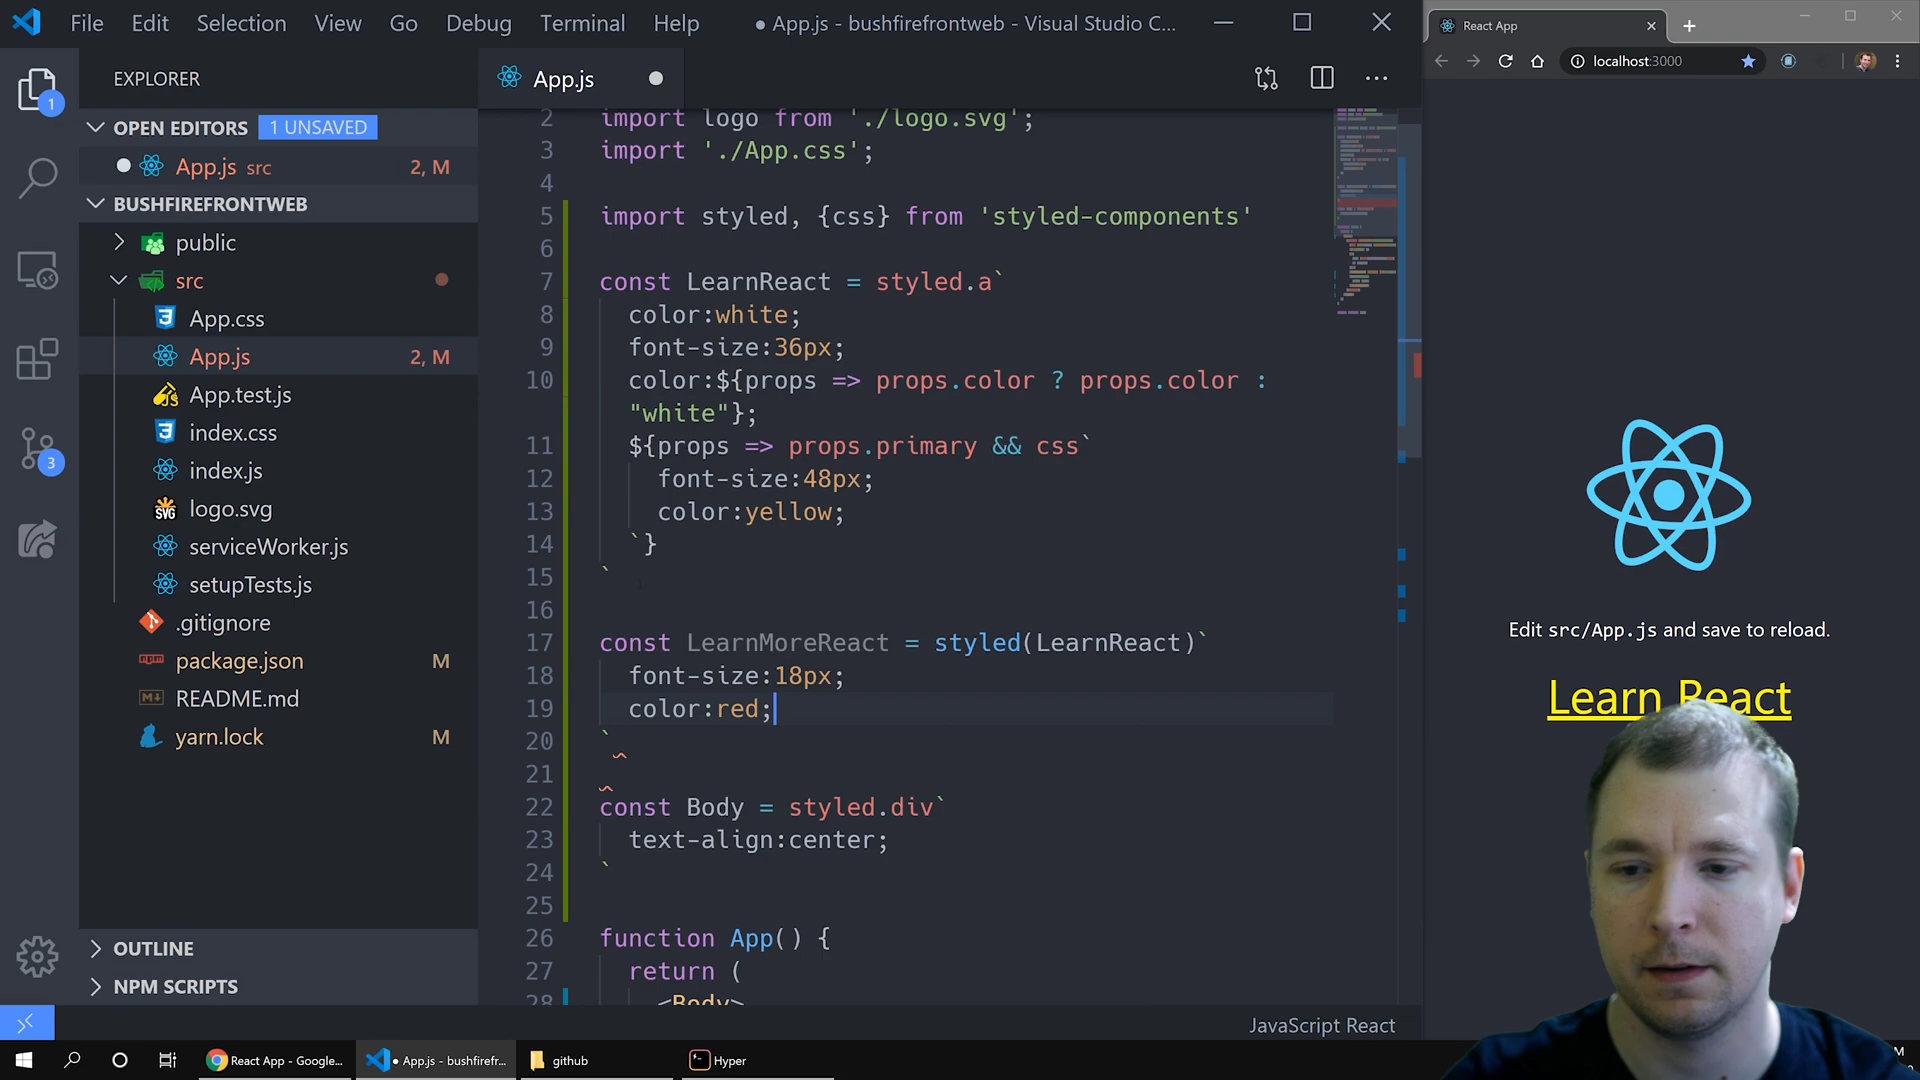 File Edit Selection View Go Debug Terminal Help ● App.js - bushfirefrontweb - Visual Studio C...
EXPLORER
OPEN EDITORS 1 UNSAVED
App.js src 2, M
BUSHFIREFRONTWEB
public
src
App.css
App.js 2, M
App.test.js
index.css
index.js
logo.svg
serviceWorker.js
setupTests.js
.gitignore
package.json M
README.md
yarn.lock M
OUTLINE
NPM SCRIPTS
1
3
App.js
2 import logo from './logo.svg';
3 import './App.css';
4
5 import styled, {css} from 'styled-components'
6
7 const LearnReact = styled.a`
8 color:white;
9 font-size:36px;
10 color:${props => props.color ? props.color :
"white"};
11 ${props => props.primary && css`
12 font-size:48px;
13 color:yellow;
14 `}
15 `
16
17 const LearnMoreReact = styled(LearnReact)`
18 font-size:18px;
19 color:red;
20 `
21
22 const Body = styled.div`
23 text-align:center;
24 `
25
26 function App() {
27 return (
28 <Body>
JavaScript React
React App
localhost:3000
Edit src/App.js and save to reload.
Learn React
React App - Google...
● App.js - bushfirefr...
github
Hyper